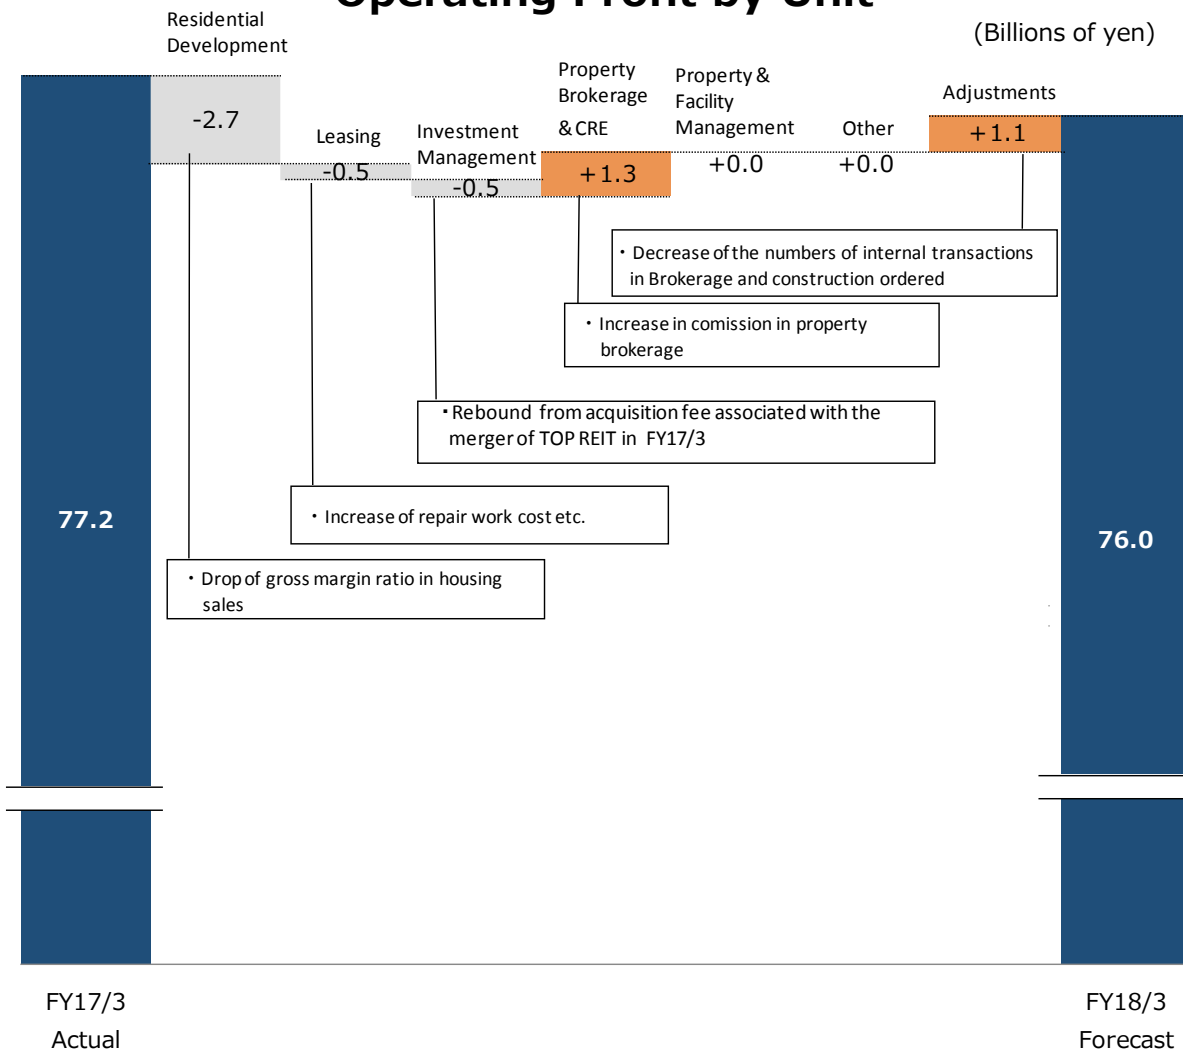 Operating Profit by Unit
(Billions of yen)
Residential
Development
-2.7
Leasing
-0.5
Investment
Management
-0.5
Property
Brokerage
& CRE
+1.3
Property &
Facility
Management
+0.0
Other
+0.0
Adjustments
+1.1
・Decrease of the numbers of internal transactions
in Brokerage and construction ordered
・Increase in comission in property
brokerage
・Rebound from acquisition fee associated with the
merger of TOP REIT in FY17/3
・Increase of repair work cost etc.
・Drop of gross margin ratio in housing
sales
77.2
76.0
FY17/3
Actual
FY18/3
Forecast